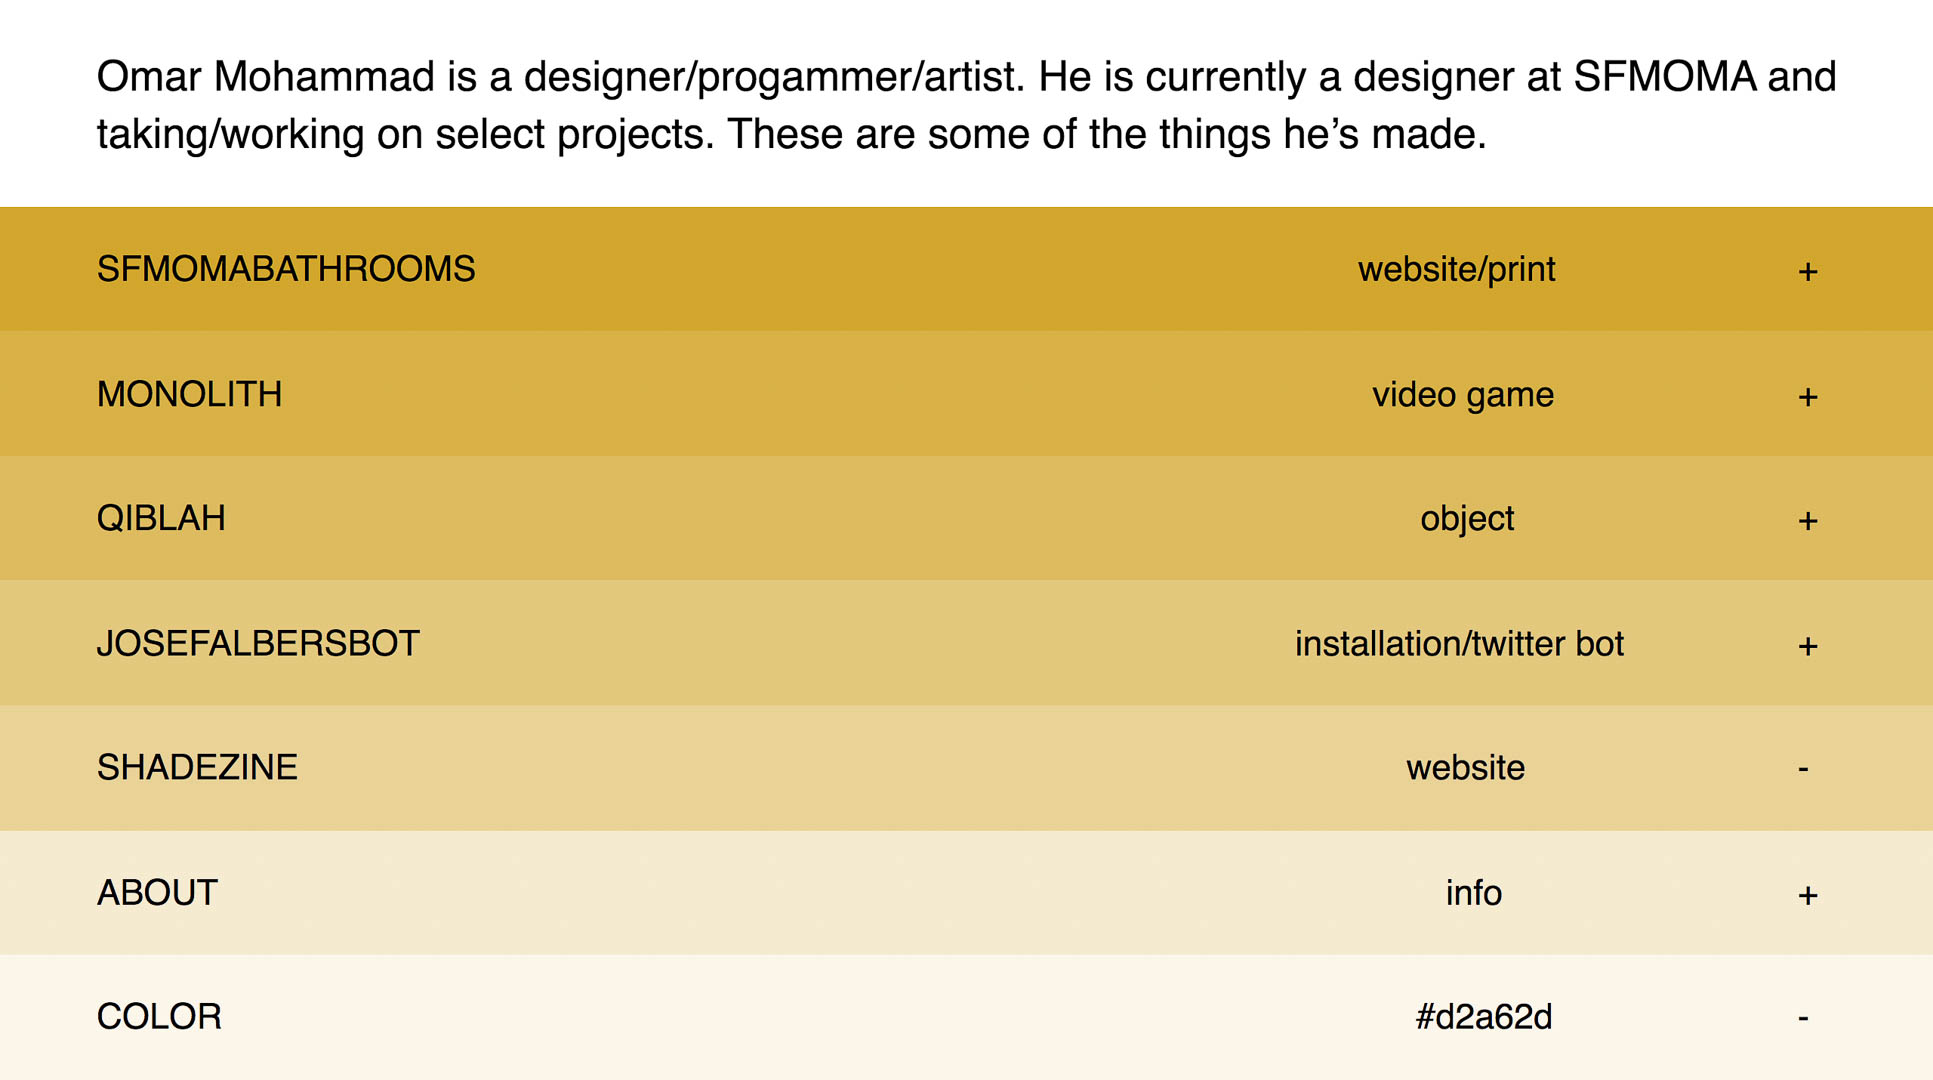 Omar Mohammad is a designer/progammer/artist. He is currently a designer at SFMOMA and
taking/working on select projects. These are some of the things he’s made.
SFMOMABATHROOMS website/print +
MONOLITH video game +
QIBLAH object +
JOSEFALBERSBOT installation/twitter bot +
SHADEZINE website -
ABOUT info +
COLOR #d2a62d -